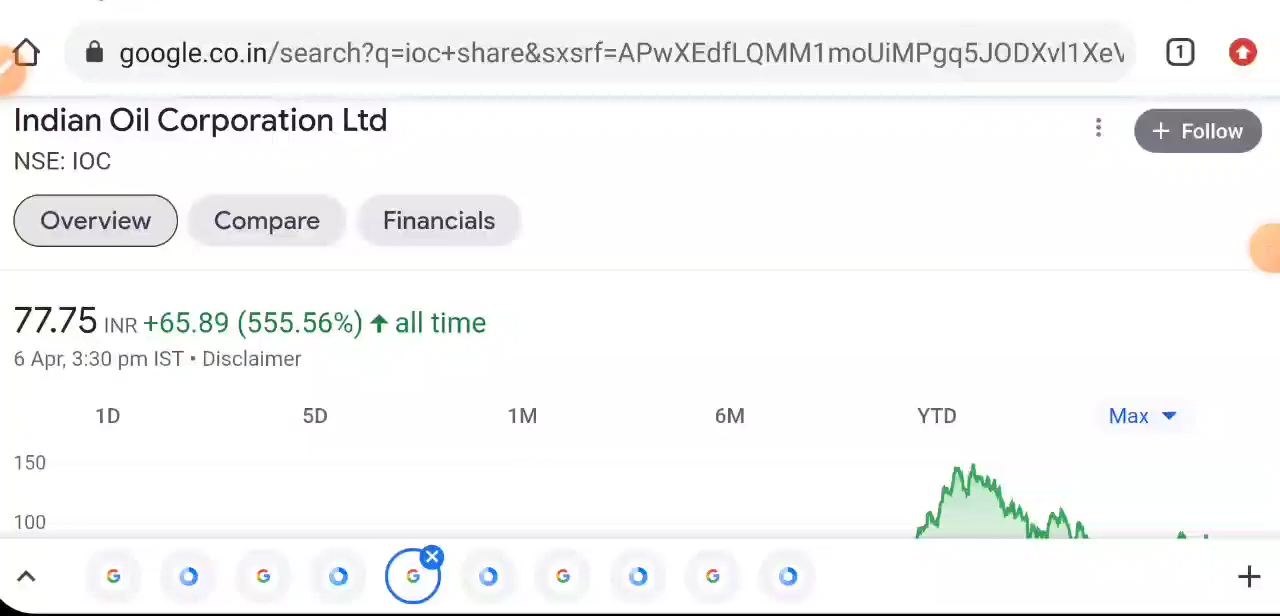 google.co.in/search?q=ioc+share&sxsrf=APwXEdfLQMM1moUiMPgq5JODXvl1XeV
1
Indian Oil Corporation Ltd
+ Follow
NSE: IOC
Overview Compare Financials
77.75 INR +65.89 (555.56%) ↑ all time
6 Apr, 3:30 pm IST • Disclaimer
1D 5D 1M 6M YTD Max
150
100